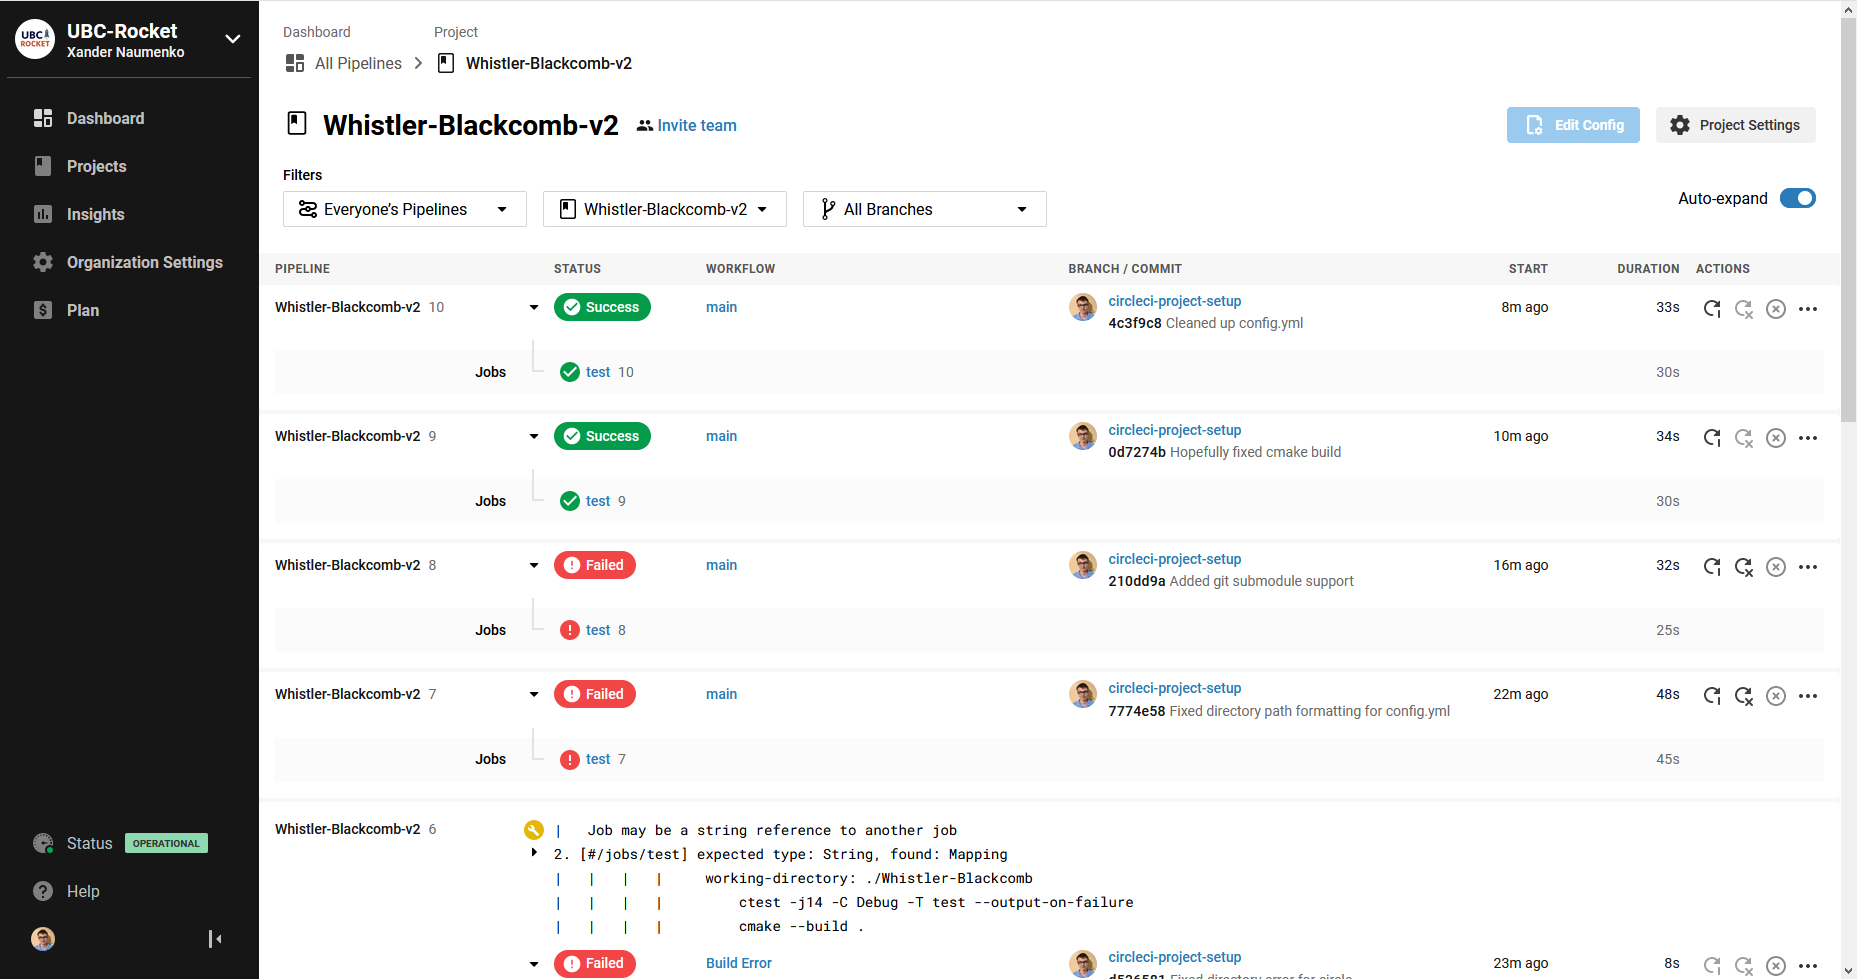 UBC
ROCKET
UBC-Rocket
Xander Naumenko
Dashboard
Projects
Insights
Organization Settings
Plan
Status OPERATIONAL
Help
Dashboard Project
All Pipelines Whistler-Blackcomb-v2
Whistler-Blackcomb-v2 Invite team
Edit Config Project Settings
Filters
Everyone's Pipelines Whistler-Blackcomb-v2 All Branches
Auto-expand
PIPELINE STATUS WORKFLOW BRANCH / COMMIT START DURATION ACTIONS
Whistler-Blackcomb-v2 10 Success main circleci-project-setup 8m ago 33s
4c3f9c8 Cleaned up config.yml
Jobs test 10 30s
Whistler-Blackcomb-v2 9 Success main circleci-project-setup 10m ago 34s
0d7274b Hopefully fixed cmake build
Jobs test 9 30s
Whistler-Blackcomb-v2 8 Failed main circleci-project-setup 16m ago 32s
210dd9a Added git submodule support
Jobs test 8 25s
Whistler-Blackcomb-v2 7 Failed main circleci-project-setup 22m ago 48s
7774e58 Fixed directory path formatting for config.yml
Jobs test 7 45s
Whistler-Blackcomb-v2 6
| Job may be a string reference to another job
2. [#/jobs/test] expected type: String, found: Mapping
| | | | working-directory: ./Whistler-Blackcomb
| | | | ctest -j14 -C Debug -T test --output-on-failure
| | | | cmake --build .
Failed Build Error circleci-project-setup 23m ago 8s
Fixed directory error for circle